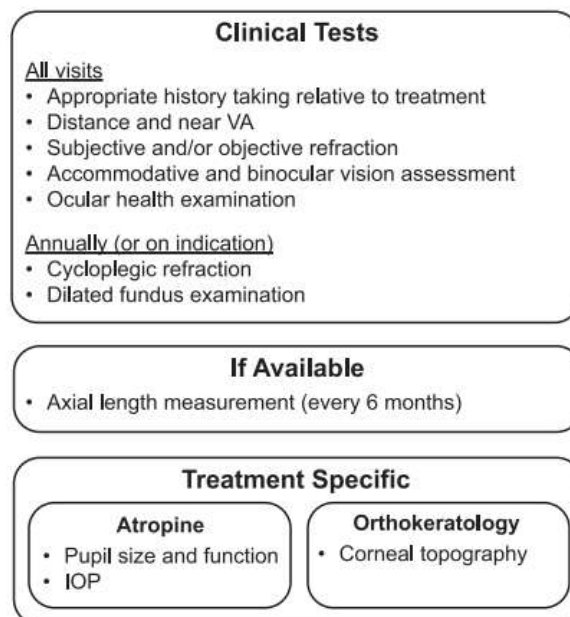 Clinical Tests
All visits
• Appropriate history taking relative to treatment
• Distance and near VA
• Subjective and/or objective refraction
• Accommodative and binocular vision assessment
• Ocular health examination
Annually (or on indication)
• Cycloplegic refraction
• Dilated fundus examination
If Available
• Axial length measurement (every 6 months)
Treatment Specific
Atropine
• Pupil size and function
• IOP
Orthokeratology
• Corneal topography